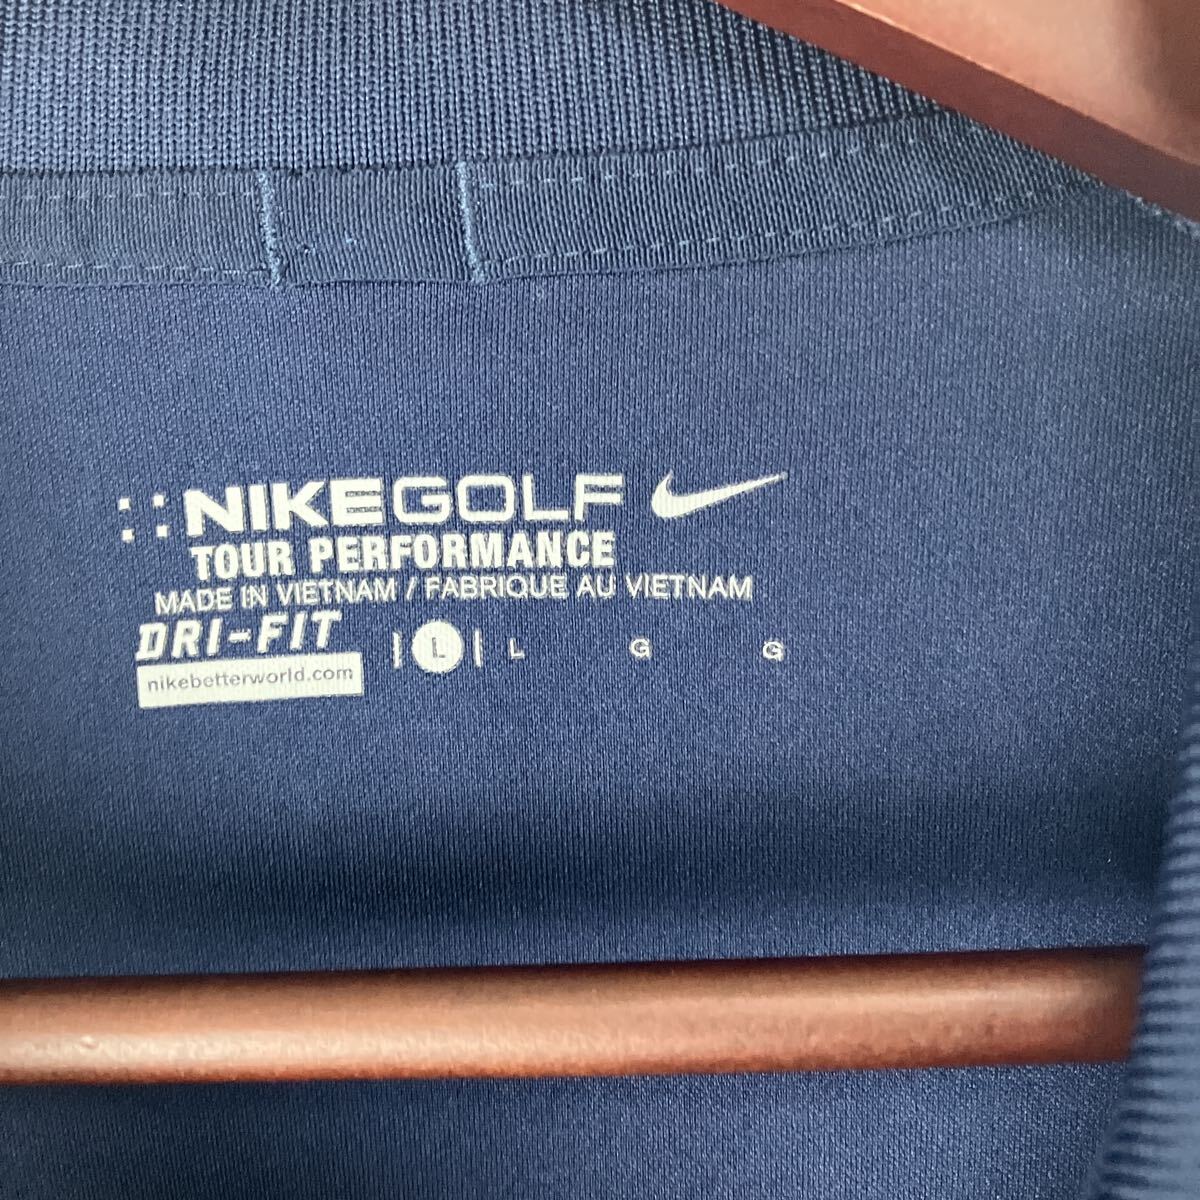 NIKEGOLF
TOUR PERFORMANCE
MADE IN VIETNAM / FABRIQUE AU VIETNAM
DRI-FIT | L | L G G
nikebetterworld.com